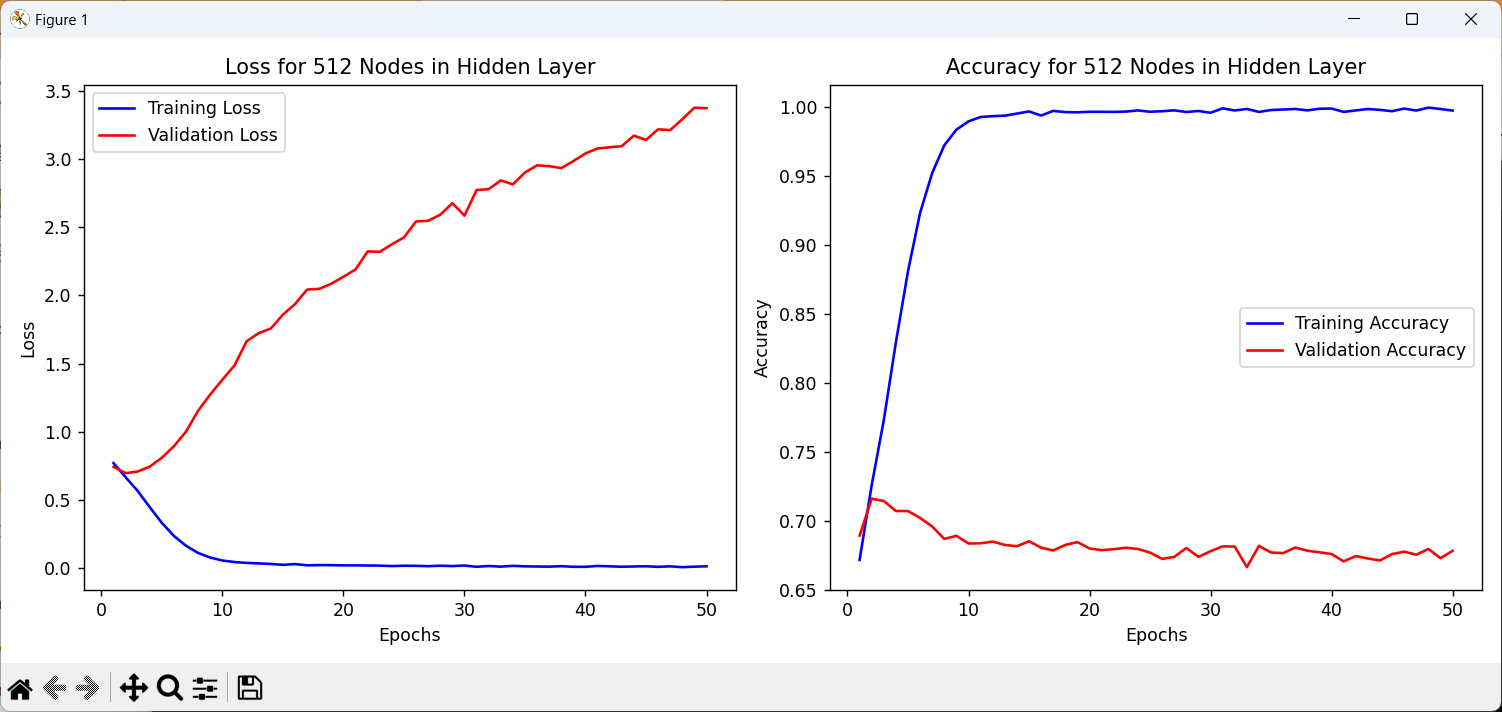 Figure 1
Loss for 512 Nodes in Hidden Layer
3.5
3.0
2.5
2.0
1.5
1.0
0.5
0.0
Loss
Training Loss
Validation Loss
0 10 20 30 40 50
Epochs
Accuracy for 512 Nodes in Hidden Layer
1.00
0.95
0.90
0.85
0.80
0.75
0.70
0.65
Accuracy
Training Accuracy
Validation Accuracy
0 10 20 30 40 50
Epochs